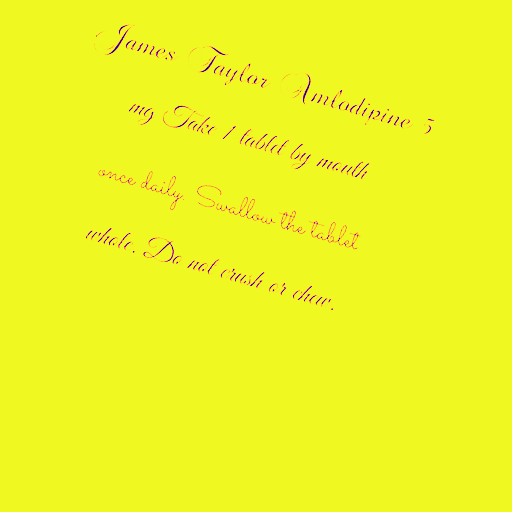 James Taylor Amlodipine 5
mg Take 1 tablet by mouth
once daily. Swallow the tablet
whole. Do not crush or chew.